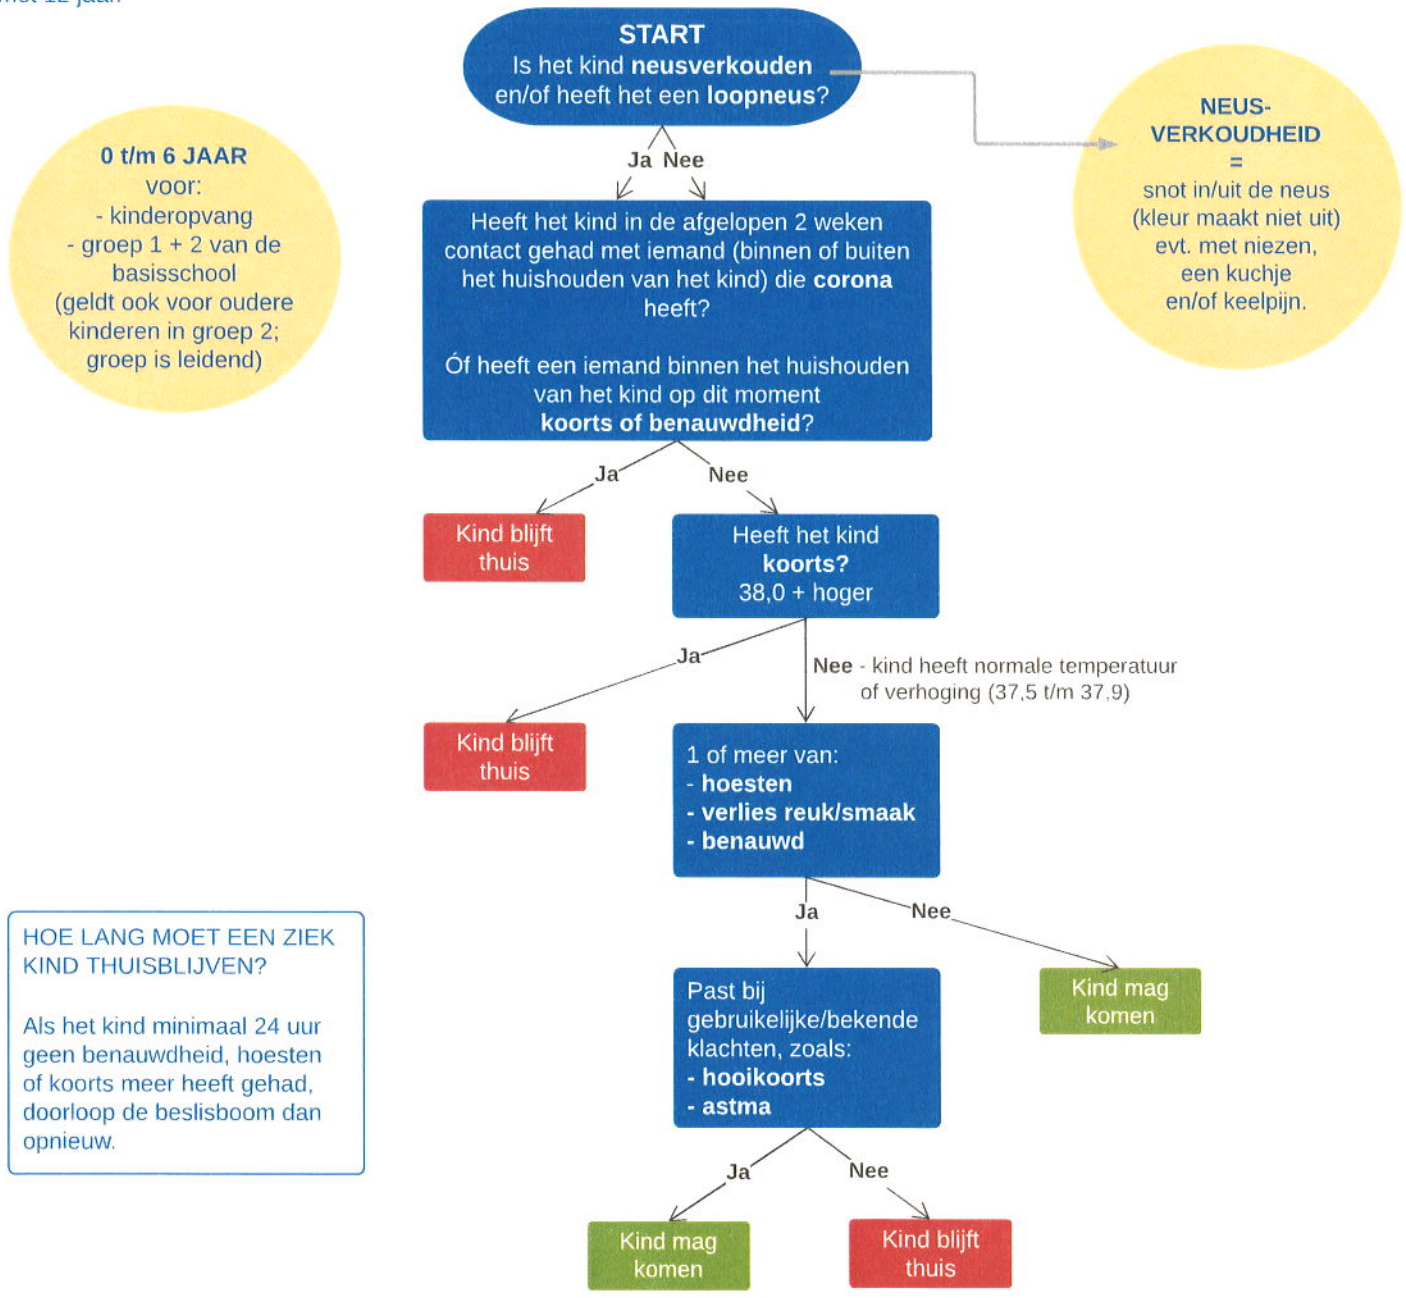 met 12 jaar.
START
Is het kind neusverkouden
en/of heeft het een loopneus?
NEUS-
VERKOUDHEID
=
snot in/uit de neus
(kleur maakt niet uit)
evt. met niezen,
een kuchje
en/of keelpijn.
0 t/m 6 JAAR
voor:
- kinderopvang
- groep 1 + 2 van de
basisschool
(geldt ook voor oudere
kinderen in groep 2;
groep is leidend)
Ja Nee
Heeft het kind in de afgelopen 2 weken
contact gehad met iemand (binnen of buiten
het huishouden van het kind) die corona
heeft?
Óf heeft een iemand binnen het huishouden
van het kind op dit moment
koorts of benauwdheid?
Ja Nee
Kind blijft
thuis
Heeft het kind
koorts?
38,0 + hoger
Ja
Nee - kind heeft normale temperatuur
of verhoging (37,5 t/m 37,9)
Kind blijft
thuis
1 of meer van:
- hoesten
- verlies reuk/smaak
- benauwd
Ja Nee
HOE LANG MOET EEN ZIEK
KIND THUISBLIJVEN?
Als het kind minimaal 24 uur
geen benauwdheid, hoesten
of koorts meer heeft gehad,
doorloop de beslisboom dan
opnieuw.
Past bij
gebruikelijke/bekende
klachten, zoals:
- hooikoorts
- astma
Kind mag
komen
Ja Nee
Kind mag
komen
Kind blijft
thuis